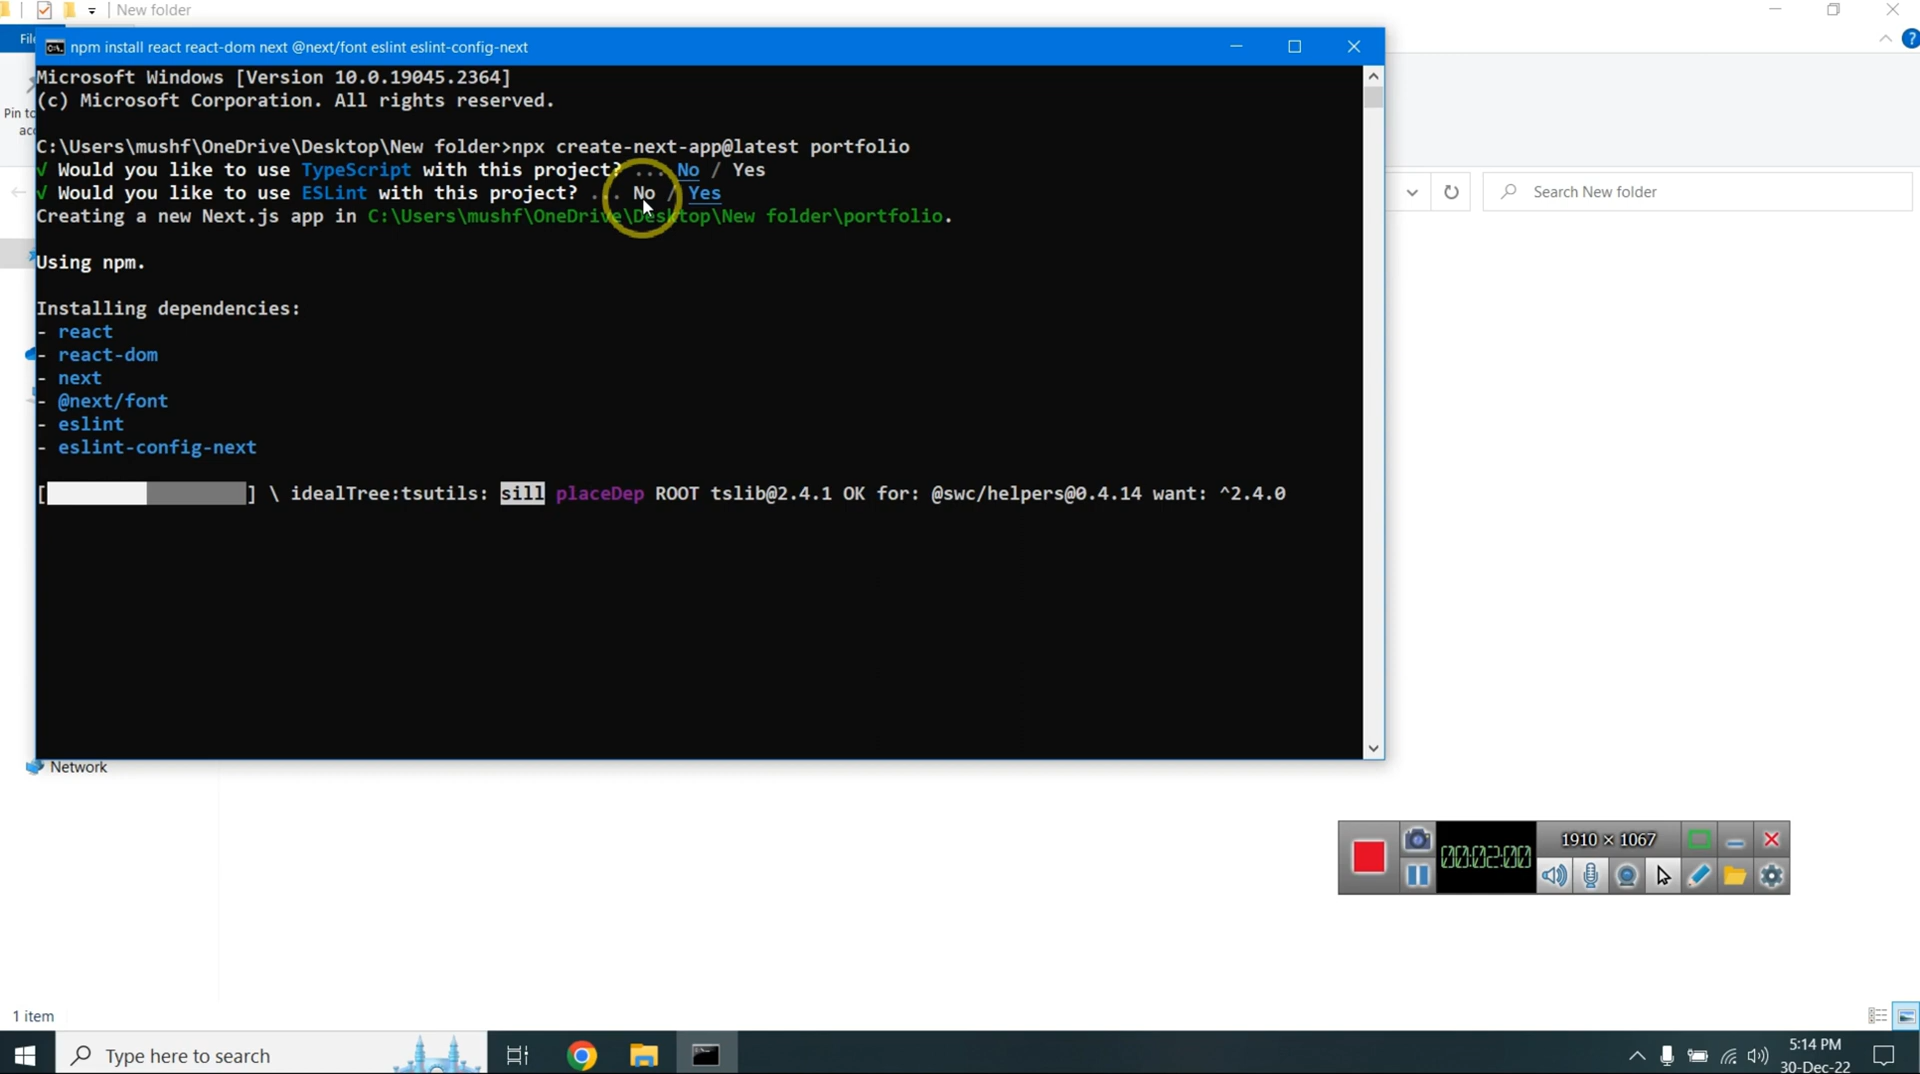 New folder
File
npm install react react-dom next @next/font eslint eslint-config-next
Microsoft Windows [Version 10.0.19045.2364]
(c) Microsoft Corporation. All rights reserved.
Pin to
C:\Users\mushf\OneDrive\Desktop\New folder>npx create-next-app@latest portfolio
√ Would you like to use TypeScript with this project? ... No / Yes
√ Would you like to use ESLint with this project? ... No / Yes
Search New folder
Creating a new Next.js app in C:\Users\mushf\OneDrive\Desktop\New folder\portfolio.
Using npm.
Installing dependencies:
- react
- react-dom
- next
- @next/font
- eslint
- eslint-config-next
[ ] \ idealTree:tsutils: sill placeDep ROOT tslib@2.4.1 OK for: @swc/helpers@0.4.14 want: ^2.4.0
Network
1910 × 1067
00:02:00
1 item
Type here to search
5:14 PM
30-Dec-22